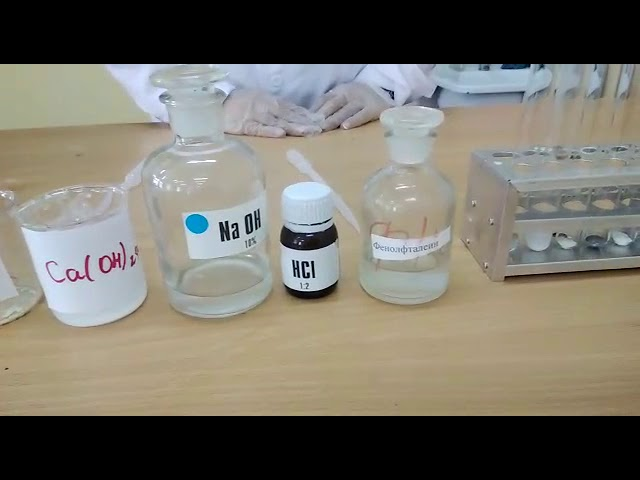 Ca(OH)₂
Na OH
10%
HCl
1:2
Фенолфталеин